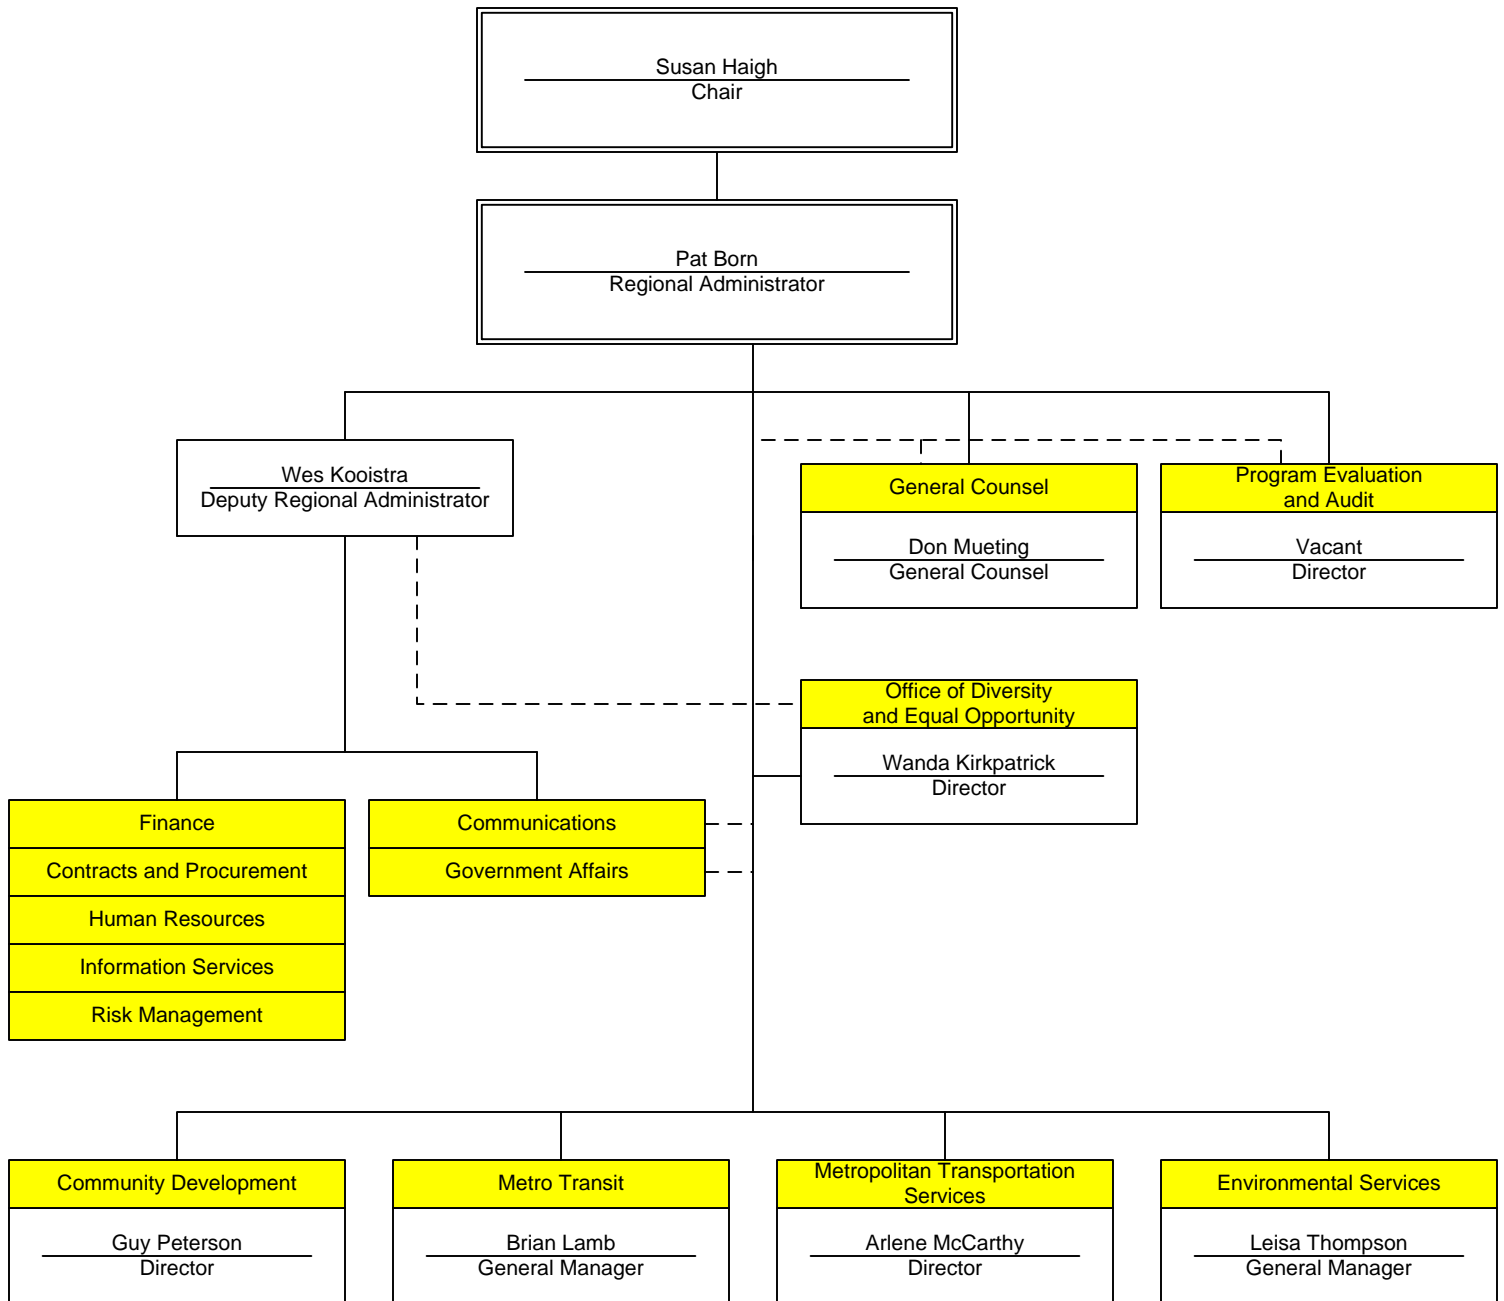 Susan Haigh
Chair
Pat Born
Regional Administrator
Wes Kooistra
Deputy Regional Administrator
General Counsel
Don Mueting
General Counsel
Program Evaluation
and Audit
Vacant
Director
Office of Diversity
and Equal Opportunity
Wanda Kirkpatrick
Director
Finance
Contracts and Procurement
Human Resources
Information Services
Risk Management
Communications
Government Affairs
Community Development
Guy Peterson
Director
Metro Transit
Brian Lamb
General Manager
Metropolitan Transportation
Services
Arlene McCarthy
Director
Environmental Services
Leisa Thompson
General Manager